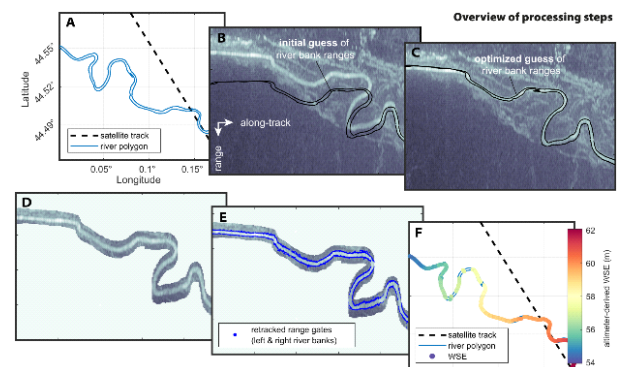 Overview of processing steps
A
44.55°
44.52°
44.49°
Latitude
satellite track
river polygon
0.05°
0.1°
0.15°
Longitude
B
initial guess of
river bank ranges
along-track
range
C
optimized guess of
river bank ranges
D
E
retracked range gates
(left & right river banks)
F
satellite track
river polygon
WSE
62
60
58
56
54
altimeter-derived WSE (m)